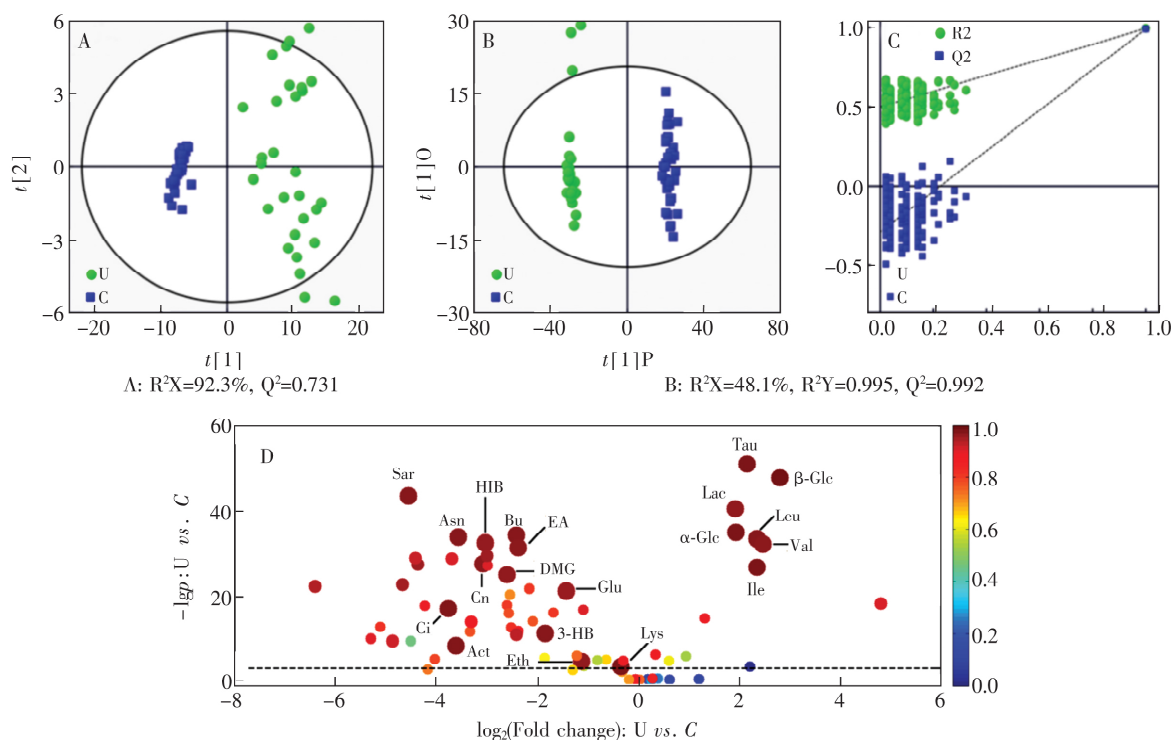 A
6
3
0
-3
-6
t[2]
U
C
-20
-10
0
10
20
t[1]
B
30
15
0
-15
-30
t[1]O
U
C
-80
-40
0
40
80
t[1]P
C
R2
Q2
1.0
0.5
0.0
-0.5
U
C
0.0
0.2
0.4
0.6
0.8
1.0
A: R²X=92.3%, Q²=0.731
B: R²X=48.1%, R²Y=0.995, Q²=0.992
D
60
40
20
0
-lgp: U vs. C
Sar
HIB
Asn
Bu
EA
DMG
Cn
Glu
Ci
3-HB
Act
Eth
Lys
Tau
β-Glc
Lac
α-Glc
Leu
Val
Ile
-8
-6
-4
-2
0
2
4
6
log₂(Fold change): U vs. C
1.0
0.8
0.6
0.4
0.2
0.0